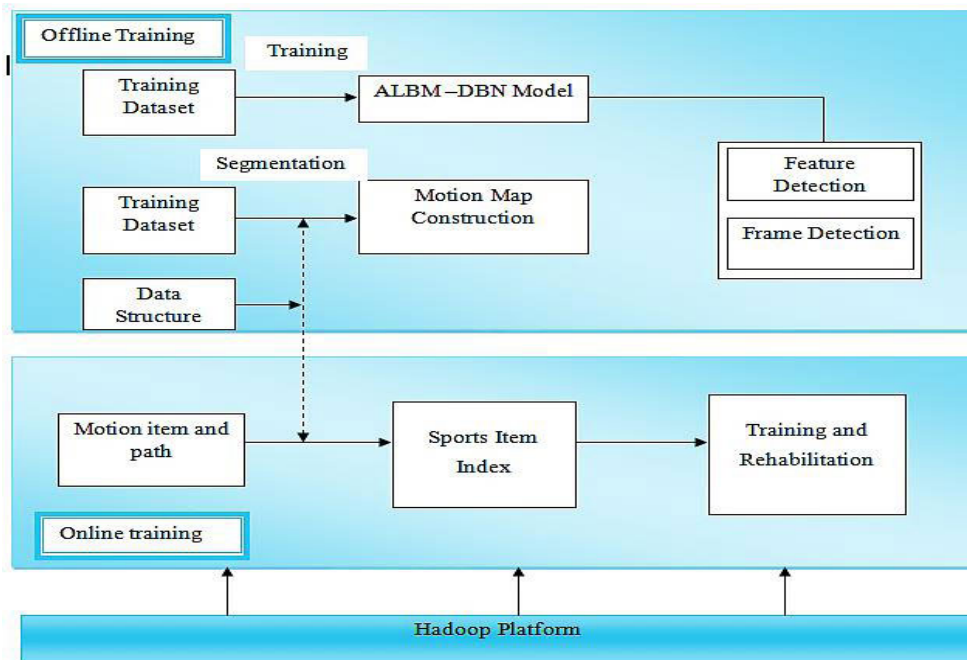 Offline Training
Training
Training
Dataset
ALBM –DBN Model
Feature
Detection
Frame Detection
Segmentation
Training
Dataset
Motion Map
Construction
Data
Structure
Motion item and
path
Sports Item
Index
Training and
Rehabilitation
Online training
Hadoop Platform